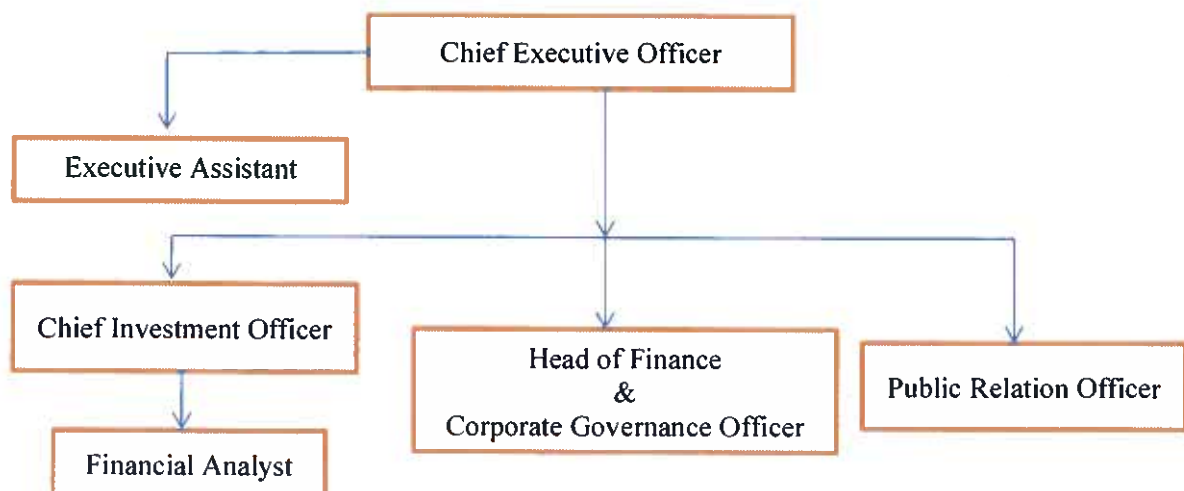 Chief Executive Officer
Executive Assistant
Chief Investment Officer
Head of Finance
&
Corporate Governance Officer
Public Relation Officer
Financial Analyst